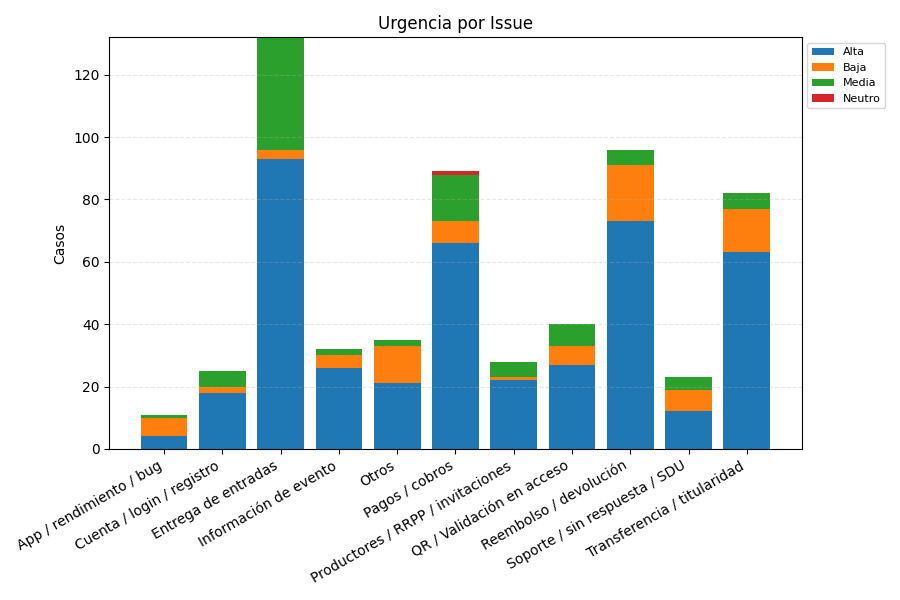 Urgencia por Issue
Alta
Baja
Media
Neutro
Casos
120
100
80
60
40
20
0
App / rendimiento / bug
Cuenta / login / registro
Entrega de entradas
Información de evento
Otros
Pagos / cobros
Productores / RRPP / invitaciones
QR / Validación en acceso
Reembolso / devolución
Soporte / sin respuesta / SDU
Transferencia / titularidad